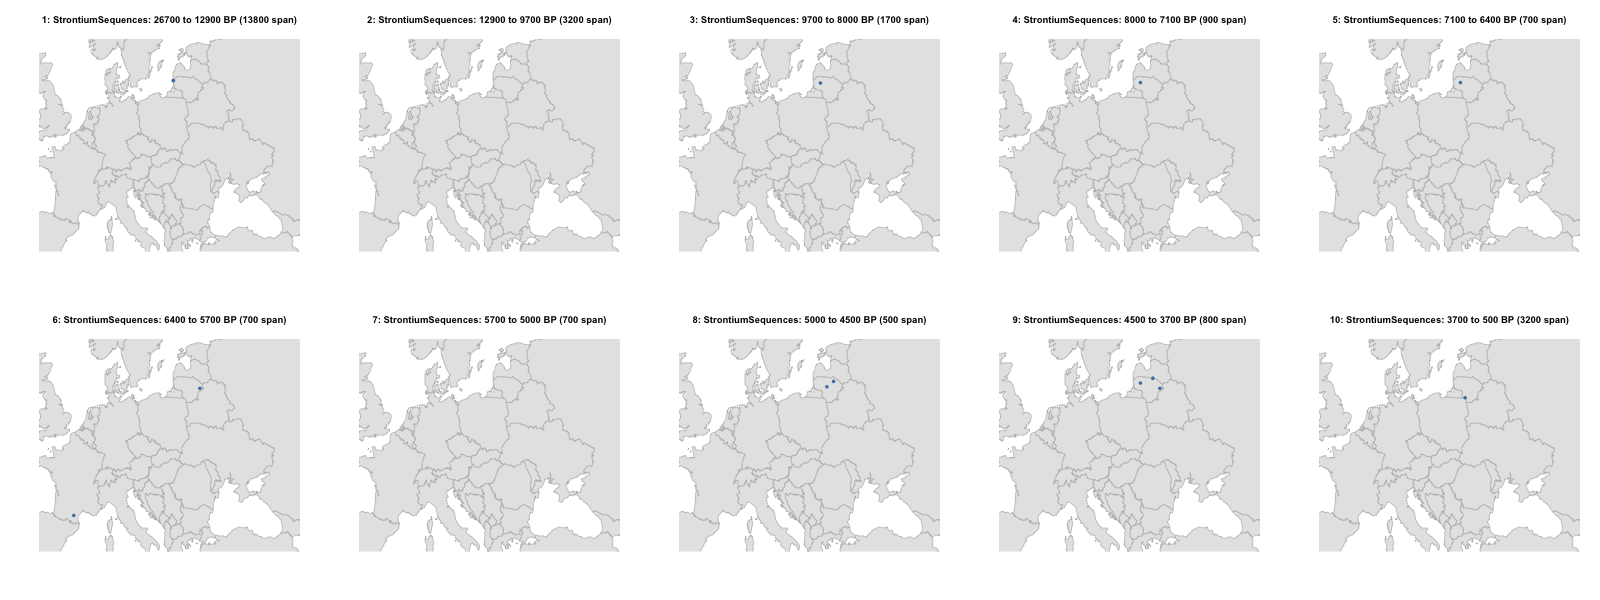 1: StrontiumSequences: 26700 to 12900 BP (13800 span)
2: StrontiumSequences: 12900 to 9700 BP (3200 span)
3: StrontiumSequences: 9700 to 8000 BP (1700 span)
4: StrontiumSequences: 8000 to 7100 BP (900 span)
5: StrontiumSequences: 7100 to 6400 BP (700 span)
6: StrontiumSequences: 6400 to 5700 BP (700 span)
7: StrontiumSequences: 5700 to 5000 BP (700 span)
8: StrontiumSequences: 5000 to 4500 BP (500 span)
9: StrontiumSequences: 4500 to 3700 BP (800 span)
10: StrontiumSequences: 3700 to 500 BP (3200 span)